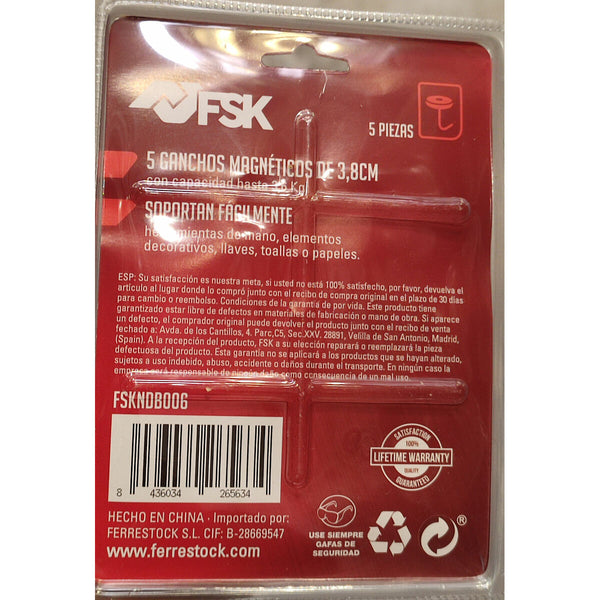 FSK
5 PIEZAS
5 GANCHOS MAGNÉTICOS DE 3,8CM
con capacidad hasta Kg
SOPORTAN FÁCILMENTE
herramientas de mano, elementos
decorativos, llaves, toallas o papeles.
ESP: Su satisfacción es nuestra meta, si usted no está 100% satisfecho, por favor, devuelva el
artículo al lugar donde lo compró junto con el recibo de compra original en el plazo de 30 días
para cambio o reembolso. Condiciones de la garantía de por vida. Este producto tiene
garantizado estar libre de defectos en materiales de fabricación o mano de obra. Si aparece
un defecto, el comprador original puede devolver el producto junto con el recibo de venta
fechado a: Avda. de los Cantillos, 4. Parc,C5, Sec.XXV. 28891, Velilla de San Antonio, Madrid,
(Spain). A la recepción del producto, FSK a su elección reparará o reemplazará la pieza
defectuosa del producto. Esta garantía no se aplicará a los productos que se hayan alterado,
sujetos a uso indebido, abuso, accidente o daños durante el transporte. En ningún caso la
empresa será responsable de ningún daño como consecuencia de un mal uso.
FSKNDB006
8 436034 265634
SATISFACTION
100%
LIFETIME WARRANTY
QUALITY
GUARANTEED
HECHO EN CHINA · Importado por:
FERRESTOCK S.L. CIF: B-28669547
www.ferrestock.com
USE SIEMPRE
GAFAS DE
SEGURIDAD
®